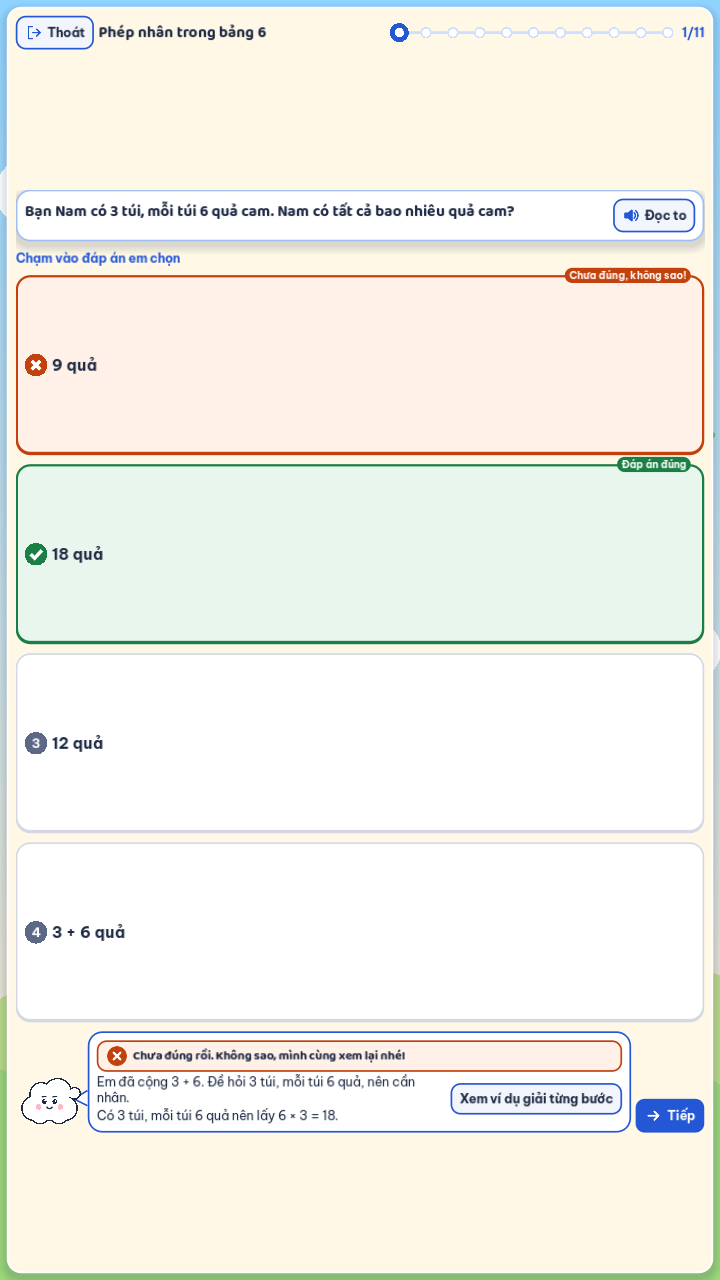 Thoát
Phép nhân trong bảng 6
1/11
Bạn Nam có 3 túi, mỗi túi 6 quả cam. Nam có tất cả bao nhiêu quả cam?
Đọc to
Chạm vào đáp án em chọn
Chưa đúng, không sao!
9 quả
Đáp án đúng
18 quả
3 12 quả
4 3 + 6 quả
Chưa đúng rồi. Không sao, mình cùng xem lại nhé!
Em đã cộng 3 + 6. Đề hỏi 3 túi, mỗi túi 6 quả, nên cần
nhân.
Có 3 túi, mỗi túi 6 quả nên lấy 6 × 3 = 18.
Xem ví dụ giải từng bước
Tiếp